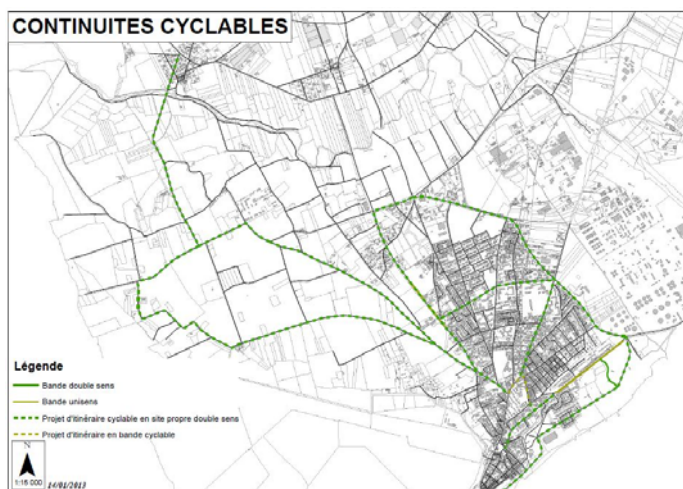 CONTINUITES CYCLABLES
Légende
Bande double sens
Bande unisens
Projet d'itinéraire cyclable en site propre double sens
Projet d'itinéraire en bande cyclable
N
1:15 000
14/01/2013